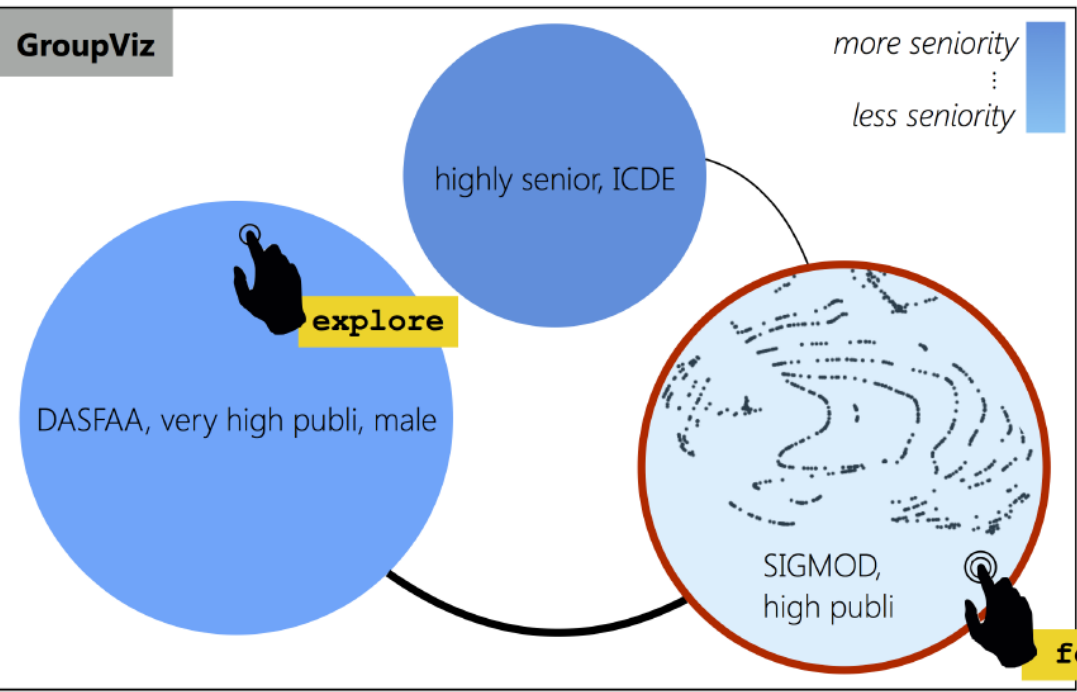 GroupViz
more seniority
less seniority
highly senior, ICDE
explore
DASFAA, very high publi, male
SIGMOD,
high publi